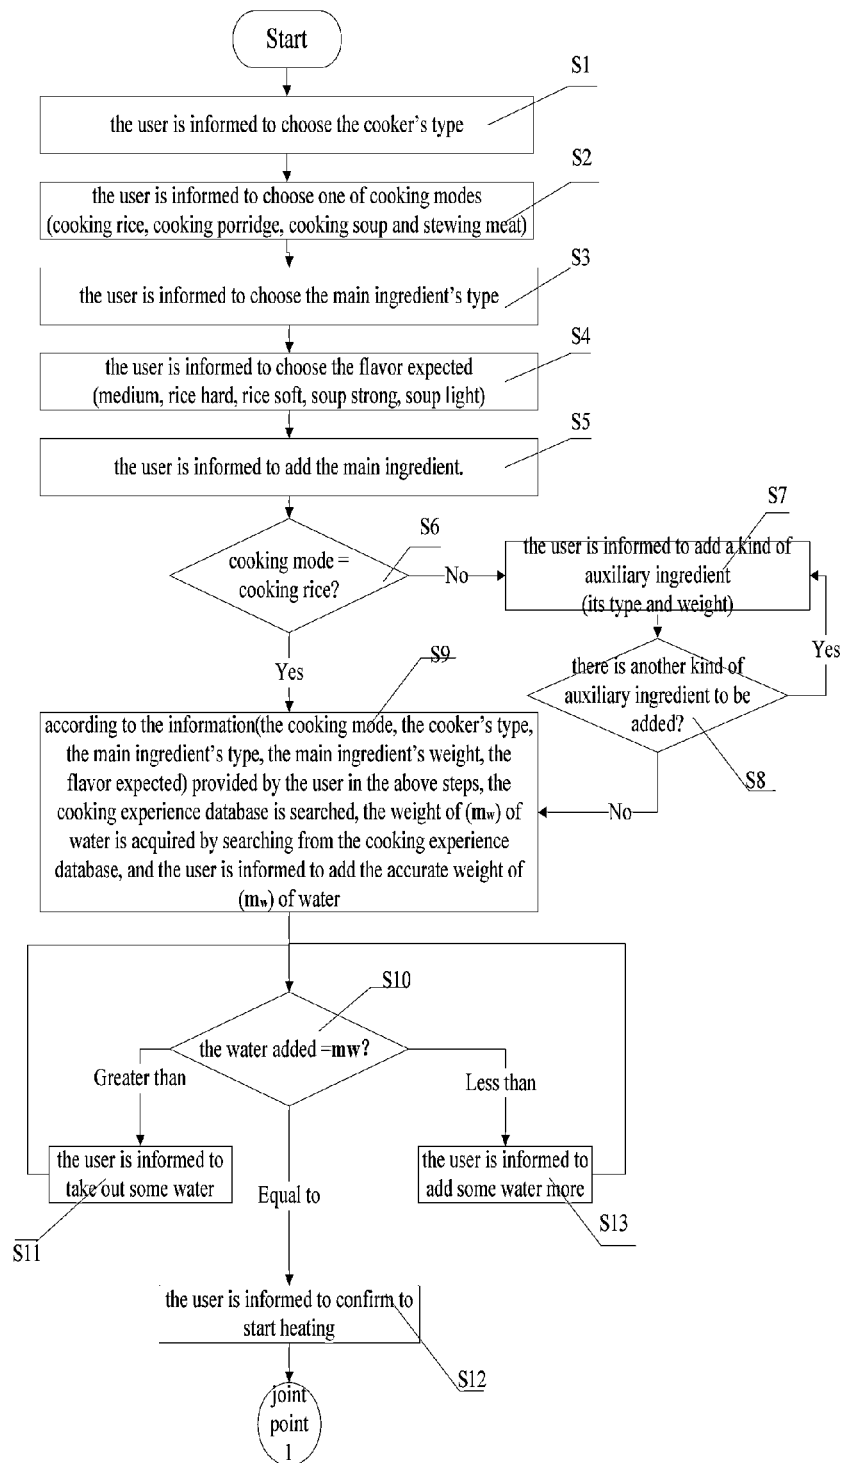 Start
S1
the user is informed to choose the cooker's type
S2
the user is informed to choose one of cooking modes
(cooking rice, cooking porridge, cooking soup and stewing meat)
S3
the user is informed to choose the main ingredient's type
S4
the user is informed to choose the flavor expected
(medium, rice hard, rice soft, soup strong, soup light)
S5
the user is informed to add the main ingredient.
S6
cooking mode =
cooking rice?
No
S7
the user is informed to add a kind of
auxiliary ingredient
(its type and weight)
Yes
there is another kind of
auxiliary ingredient to be
added?
S8
No
Yes
S9
according to the information(the cooking mode, the cooker's type,
the main ingredient's type, the main ingredient's weight, the
flavor expected) provided by the user in the above steps, the
cooking experience database is searched, the weight of (mw) of
water is acquired by searching from the cooking experience
database, and the user is informed to add the accurate weight of
(mw) of water
S10
the water added =mw?
Greater than
Less than
the user is informed to
take out some water
S11
Equal to
the user is informed to
add some water more
S13
the user is informed to confirm to
start heating
S12
joint
point
1